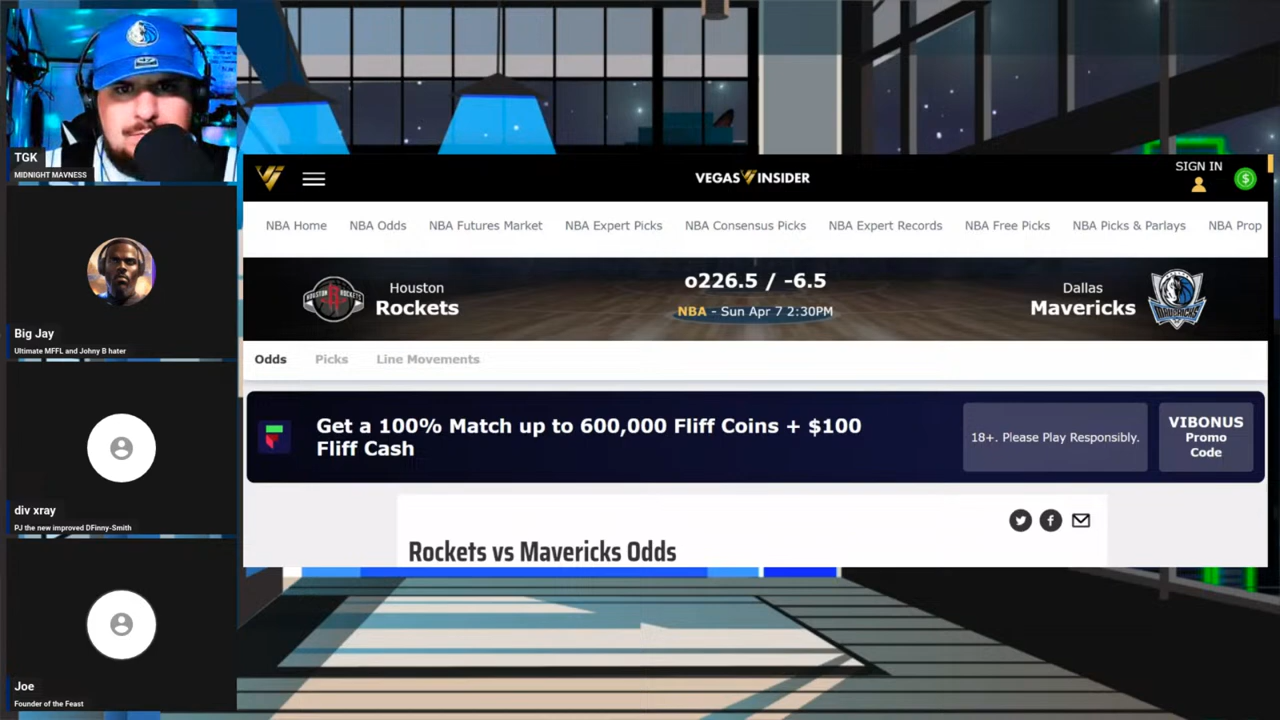 TGK
MIDNIGHT MAVNESS
Big Jay
Ultimate MFFL and Johny B hater
div xray
PJ the new improved DFinny-Smith
Joe
Founder of the Feast
VEGAS INSIDER
SIGN IN
$
NBA Home NBA Odds NBA Futures Market NBA Expert Picks NBA Consensus Picks NBA Expert Records NBA Free Picks NBA Picks & Parlays NBA Prop
Houston
Rockets
o226.5 / -6.5
NBA - Sun Apr 7 2:30PM
Dallas
Mavericks
Odds Picks Line Movements
Get a 100% Match up to 600,000 Fliff Coins + $100
Fliff Cash
18+. Please Play Responsibly.
VIBONUS
Promo
Code
Rockets vs Mavericks Odds